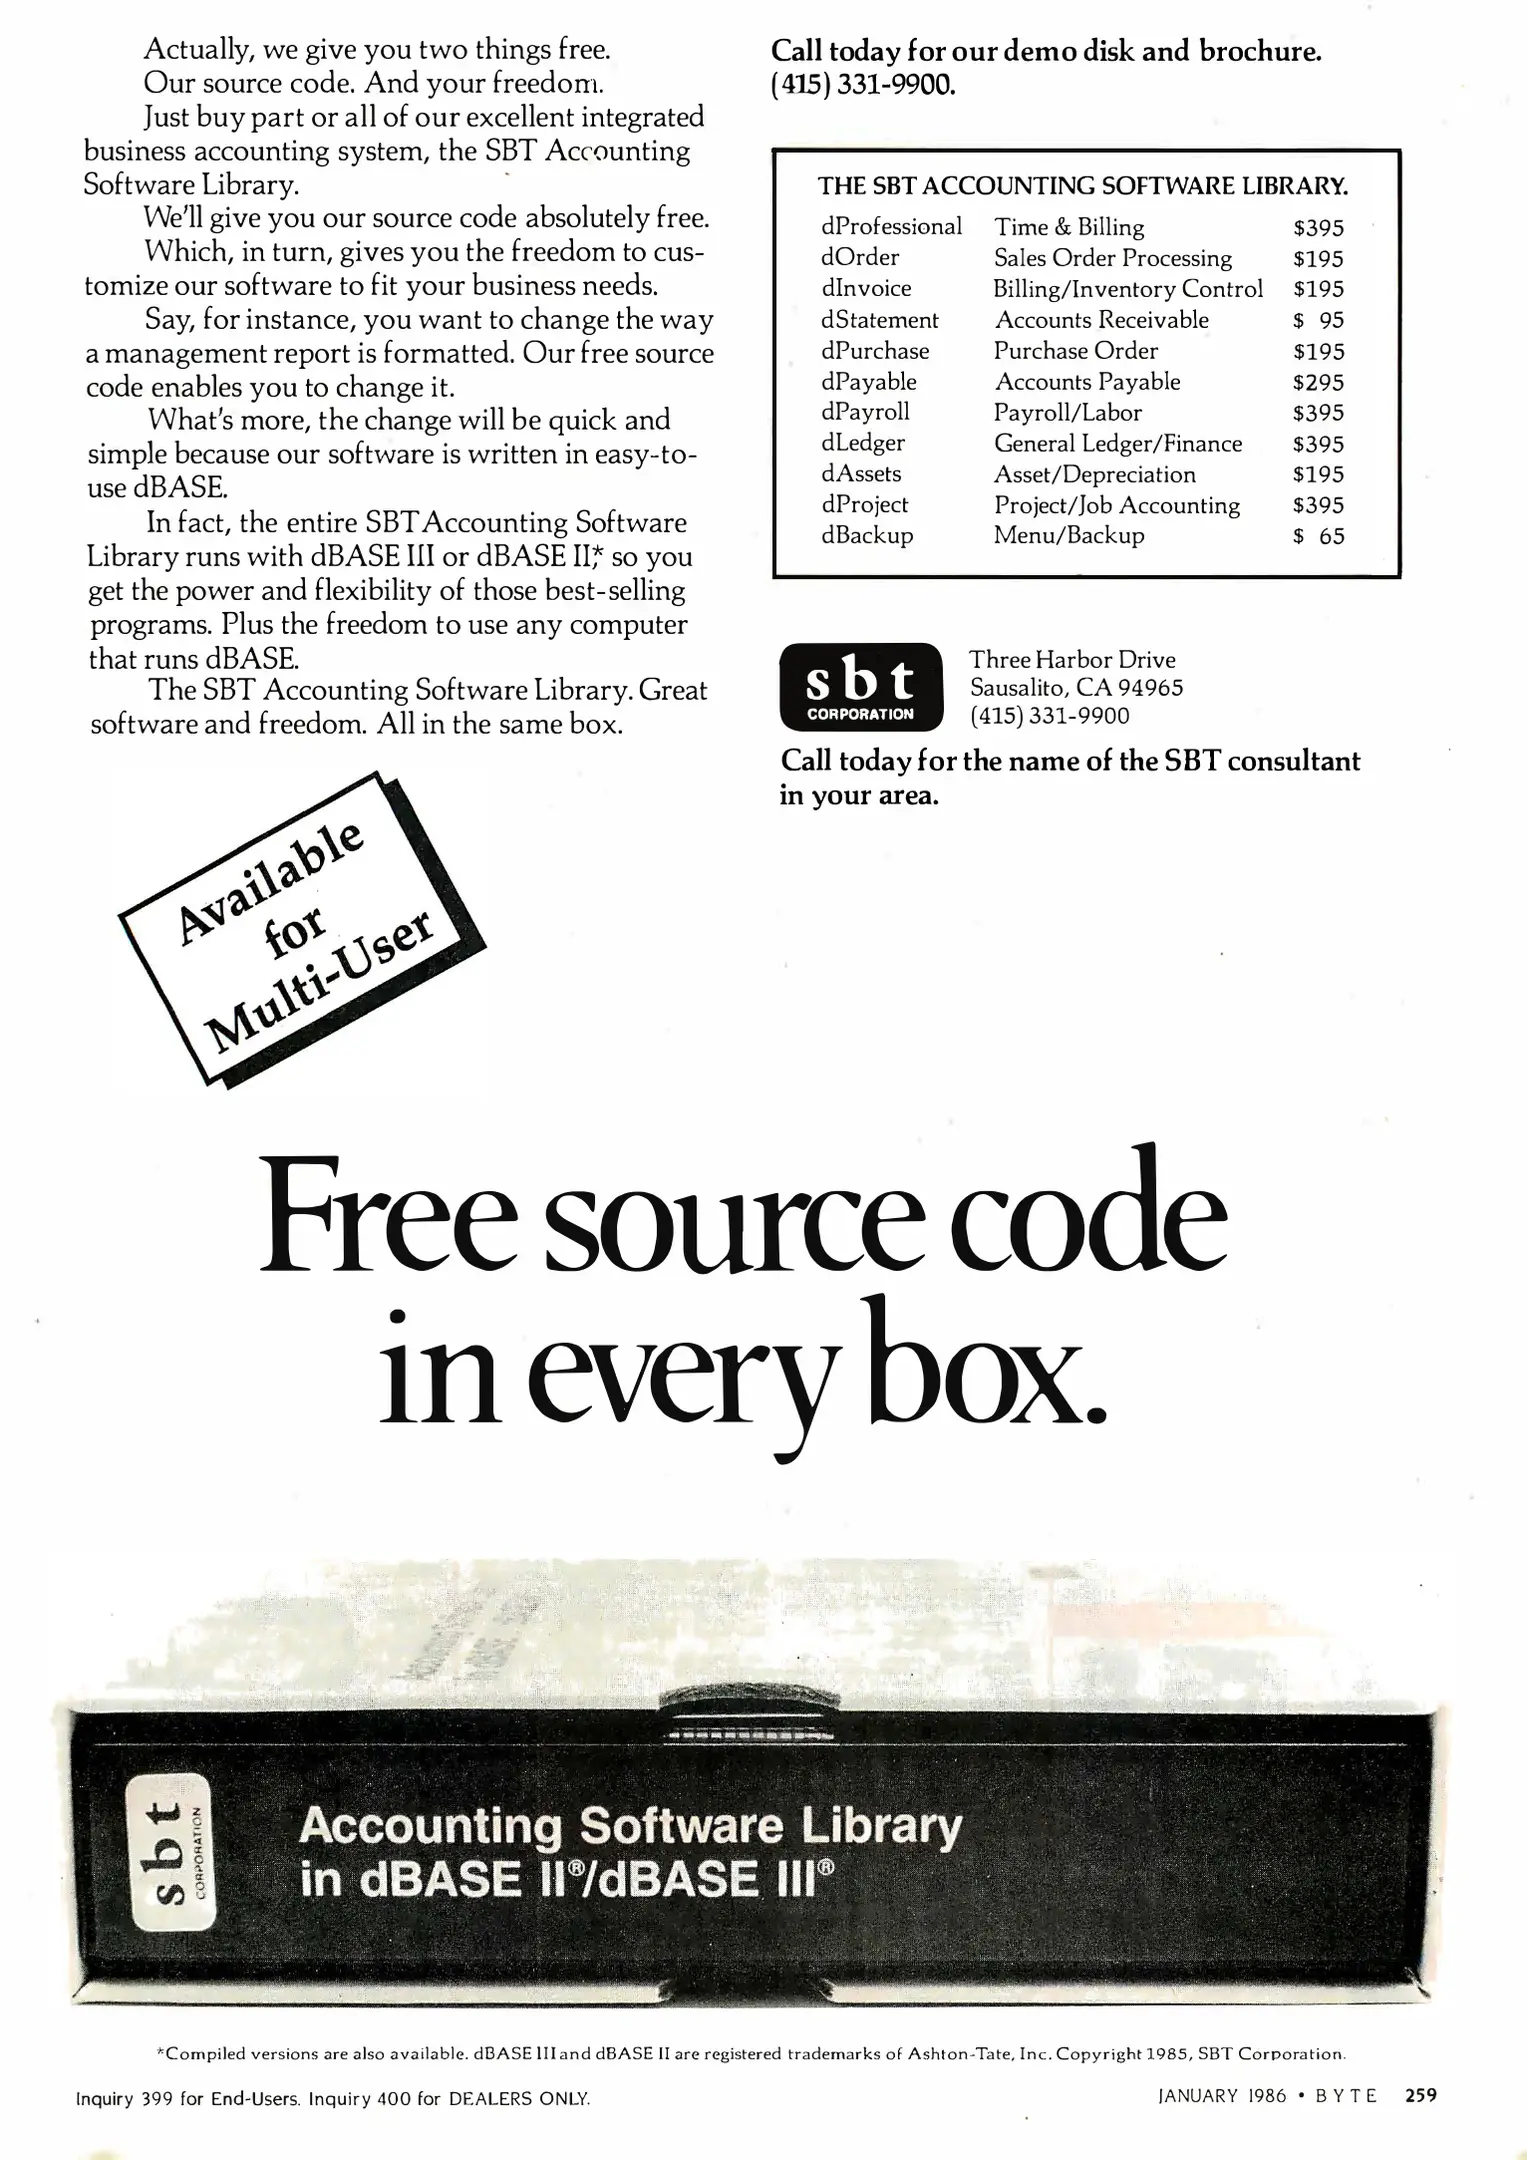 Actually, we give you two things free.
Our source code. And your freedom.
Just buy part or all of our excellent integrated
business accounting system, the SBT Accounting
Software Library.
We'll give you our source code absolutely free.
Which, in turn, gives you the freedom to cus-
tomize our software to fit your business needs.
Say, for instance, you want to change the way
a management report is formatted. Our free source
code enables you to change it.
What's more, the change will be quick and
simple because our software is written in easy-to-
use dBASE.
In fact, the entire SBT Accounting Software
Library runs with dBASE III or dBASE II,* so you
get the power and flexibility of those best-selling
programs. Plus the freedom to use any computer
that runs dBASE.
The SBT Accounting Software Library. Great
software and freedom. All in the same box.
Call today for our demo disk and brochure.
(415) 331-9900.
THE SBT ACCOUNTING SOFTWARE LIBRARY.
dProfessional Time & Billing $395
dOrder Sales Order Processing $195
dInvoice Billing/Inventory Control $195
dStatement Accounts Receivable $ 95
dPurchase Purchase Order $195
dPayable Accounts Payable $295
dPayroll Payroll/Labor $395
dLedger General Ledger/Finance $395
dAssets Asset/Depreciation $195
dProject Project/Job Accounting $395
dBackup Menu/Backup $ 65
sbt
CORPORATION
Three Harbor Drive
Sausalito, CA 94965
(415) 331-9900
Call today for the name of the SBT consultant
in your area.
Available
for
Multi-User
Free source code
in every box.
sbt
CORPORATION
Accounting Software Library
in dBASE II®/dBASE III®
*Compiled versions are also available. dBASE III and dBASE II are registered trademarks of Ashton-Tate, Inc. Copyright 1985, SBT Corporation.
Inquiry 399 for End-Users. Inquiry 400 for DEALERS ONLY.
JANUARY 1986 • BYTE 259